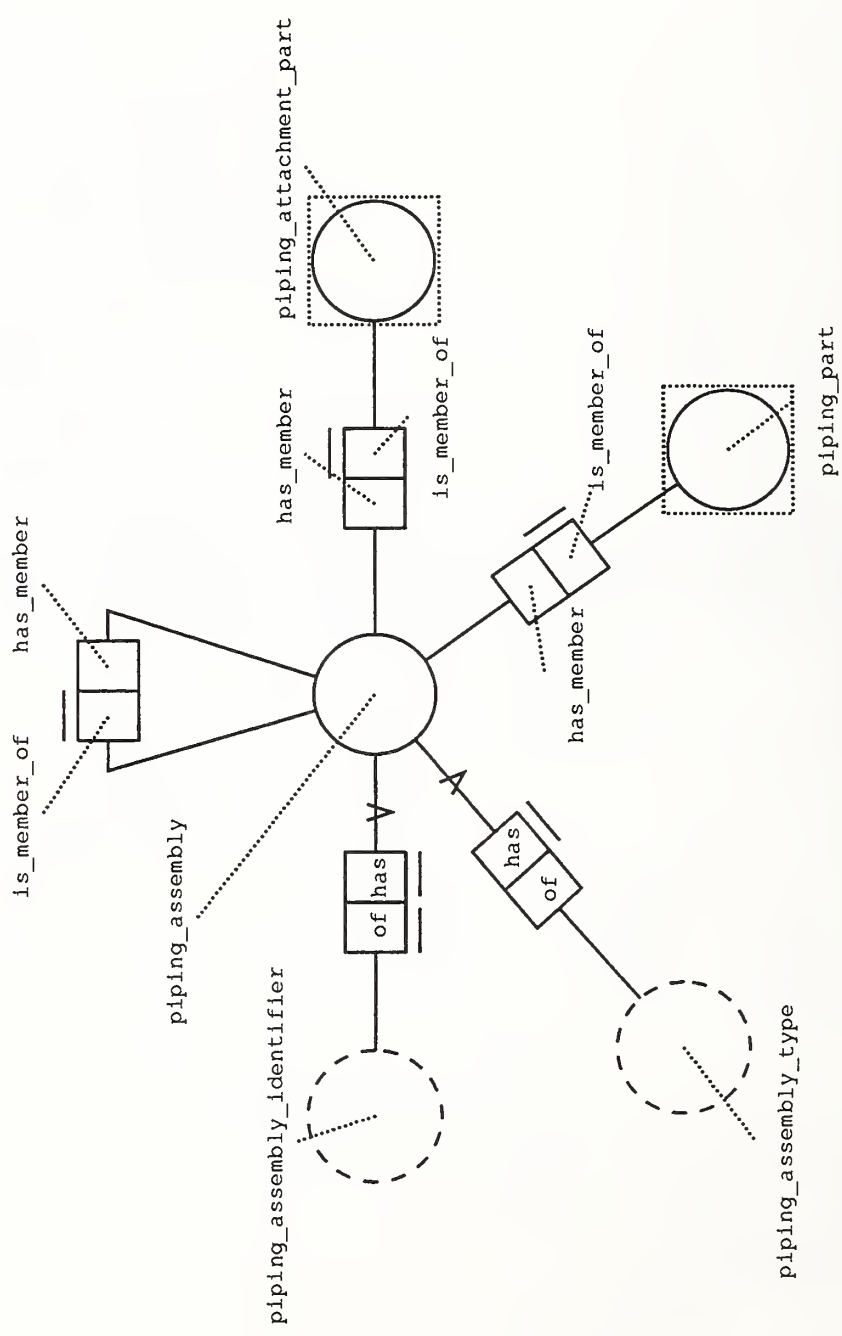 is_member_of
has_member
piping_assembly
piping_assembly_identifier
has_member
piping_attachment_part
of
has
is_member_of
has
of
has_member
is_member_of
piping_assembly_type
piping_part